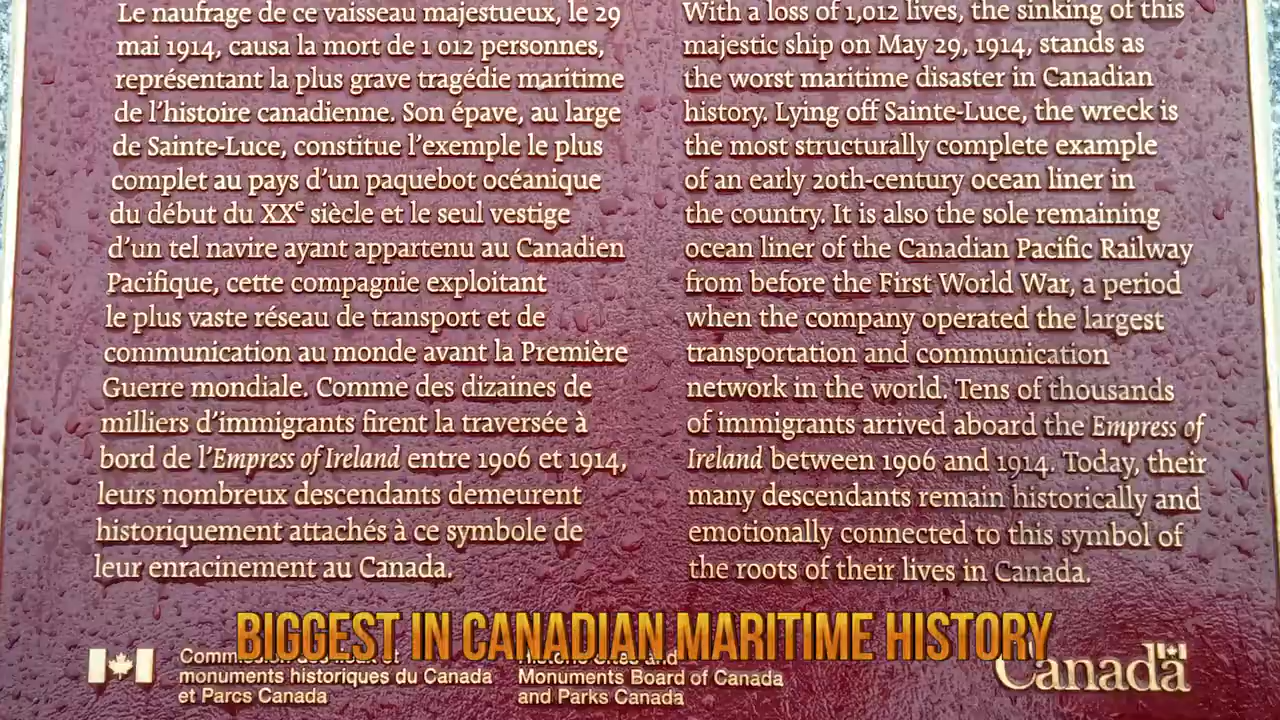 Le naufrage de ce vaisseau majestueux, le 29
mai 1914, causa la mort de 1 012 personnes,
représentant la plus grave tragédie maritime
de l'histoire canadienne. Son épave, au large
de Sainte-Luce, constitue l'exemple le plus
complet au pays d'un paquebot océanique
du début du XXe siècle et le seul vestige
d'un tel navire ayant appartenu au Canadien
Pacifique, cette compagnie exploitant
le plus vaste réseau de transport et de
communication au monde avant la Première
Guerre mondiale. Comme des dizaines de
milliers d'immigrants firent la traversée à
bord de l'Empress of Ireland entre 1906 et 1914,
leurs nombreux descendants demeurent
historiquement attachés à ce symbole de
leur enracinement au Canada.
With a loss of 1,012 lives, the sinking of this
majestic ship on May 29, 1914, stands as
the worst maritime disaster in Canadian
history. Lying off Sainte-Luce, the wreck is
the most structurally complete example
of an early 20th-century ocean liner in
the country. It is also the sole remaining
ocean liner of the Canadian Pacific Railway
from before the First World War, a period
when the company operated the largest
transportation and communication
network in the world. Tens of thousands
of immigrants arrived aboard the Empress of
Ireland between 1906 and 1914. Today, their
many descendants remain historically and
emotionally connected to this symbol of
the roots of their lives in Canada.
BIGGEST IN CANADIAN MARITIME HISTORY
Commission des lieux et
monuments historiques du Canada
et Parcs Canada
Historic Sites and
Monuments Board of Canada
and Parks Canada
Canada